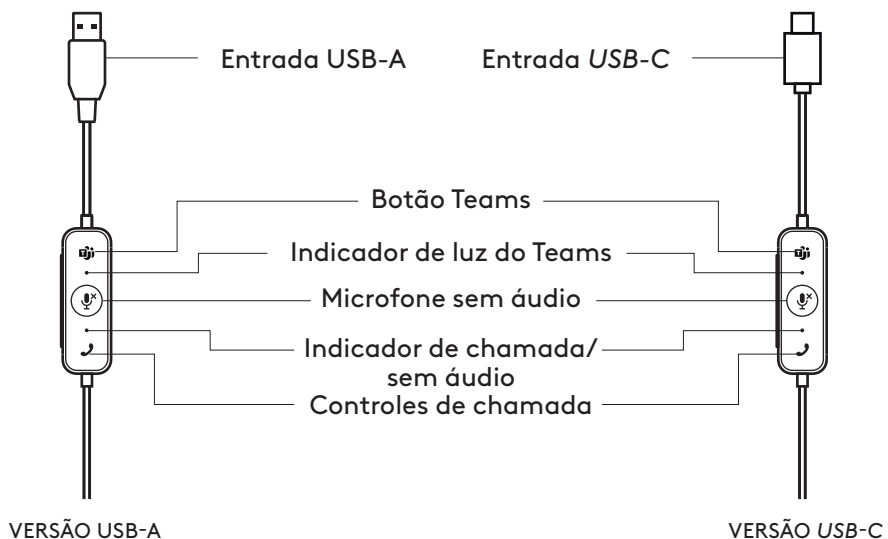 Entrada USB-A
Entrada USB-C
Botão Teams
Indicador de luz do Teams
Microfone sem áudio
Indicador de chamada/
sem áudio
Controles de chamada
VERSÃO USB-A
VERSÃO USB-C